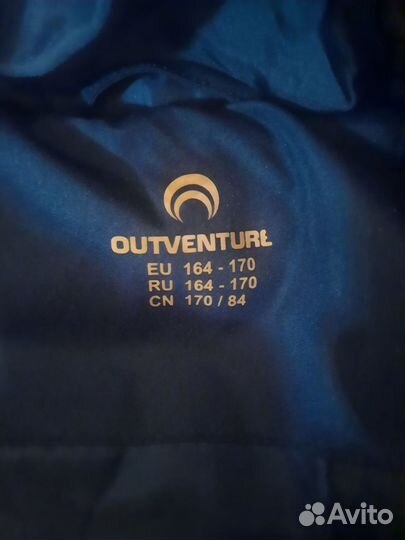 OUTVENTURE
EU 164 - 170
RU 164 - 170
CN 170 / 84
Avito